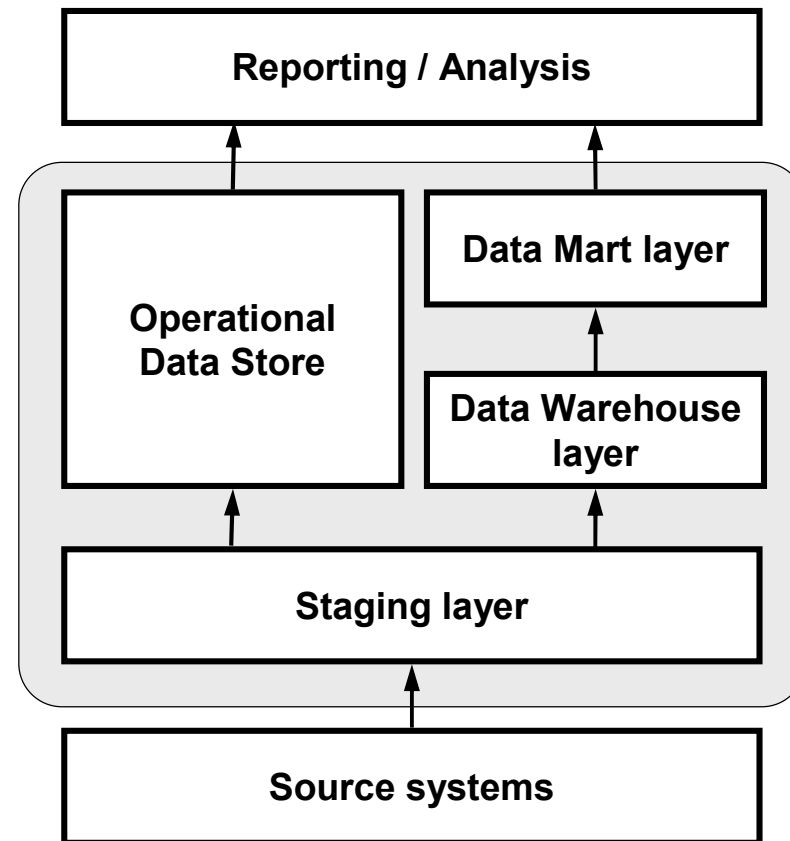 Reporting / Analysis
Operational
Data Store
Data Mart layer
Data Warehouse
layer
Staging layer
Source systems